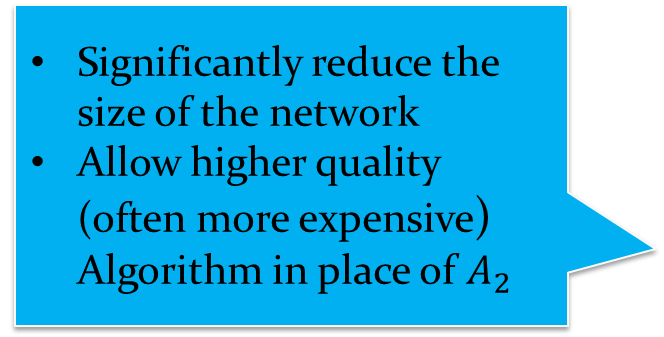 • Significantly reduce the
size of the network
• Allow higher quality
(often more expensive)
Algorithm in place of A₂